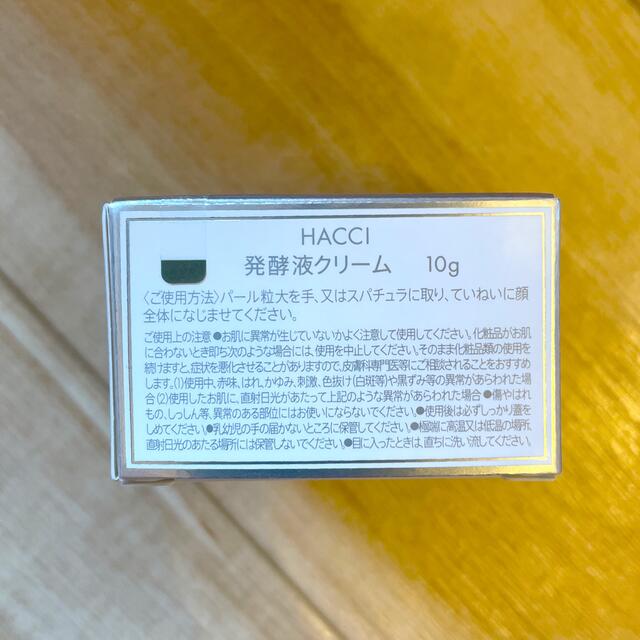 HACCI
発酵液クリーム 10g
〈ご使用方法〉パール粒大を手、又はスパチュラに取り、ていねいに顔
全体になじませてください。
ご使用上の注意●お肌に異常が生じていないかよく注意して使用してください。化粧品がお肌
に合わないとき即ち次のような場合には、使用を中止してください。そのまま化粧品類の使用を
続けますと、症状を悪化させることがありますので、皮膚科専門医等にご相談されることをおすすめ
します。(1)使用中、赤味、はれ、かゆみ、刺激、色抜け(白斑等)や黒ずみ等の異常があらわれた場
合(2)使用したお肌に、直射日光があたって上記のような異常があらわれた場合●傷やはれ
もの、しっしん等、異常のある部位にはお使いにならないでください。●使用後は必ずしっかり蓋を
しめてください。●乳幼児の手の届かないところに保管してください。●極端に高温又は低温の場所、
直射日光のあたる場所には保管しないでください。●目に入ったときは、直ちに洗い流してください。